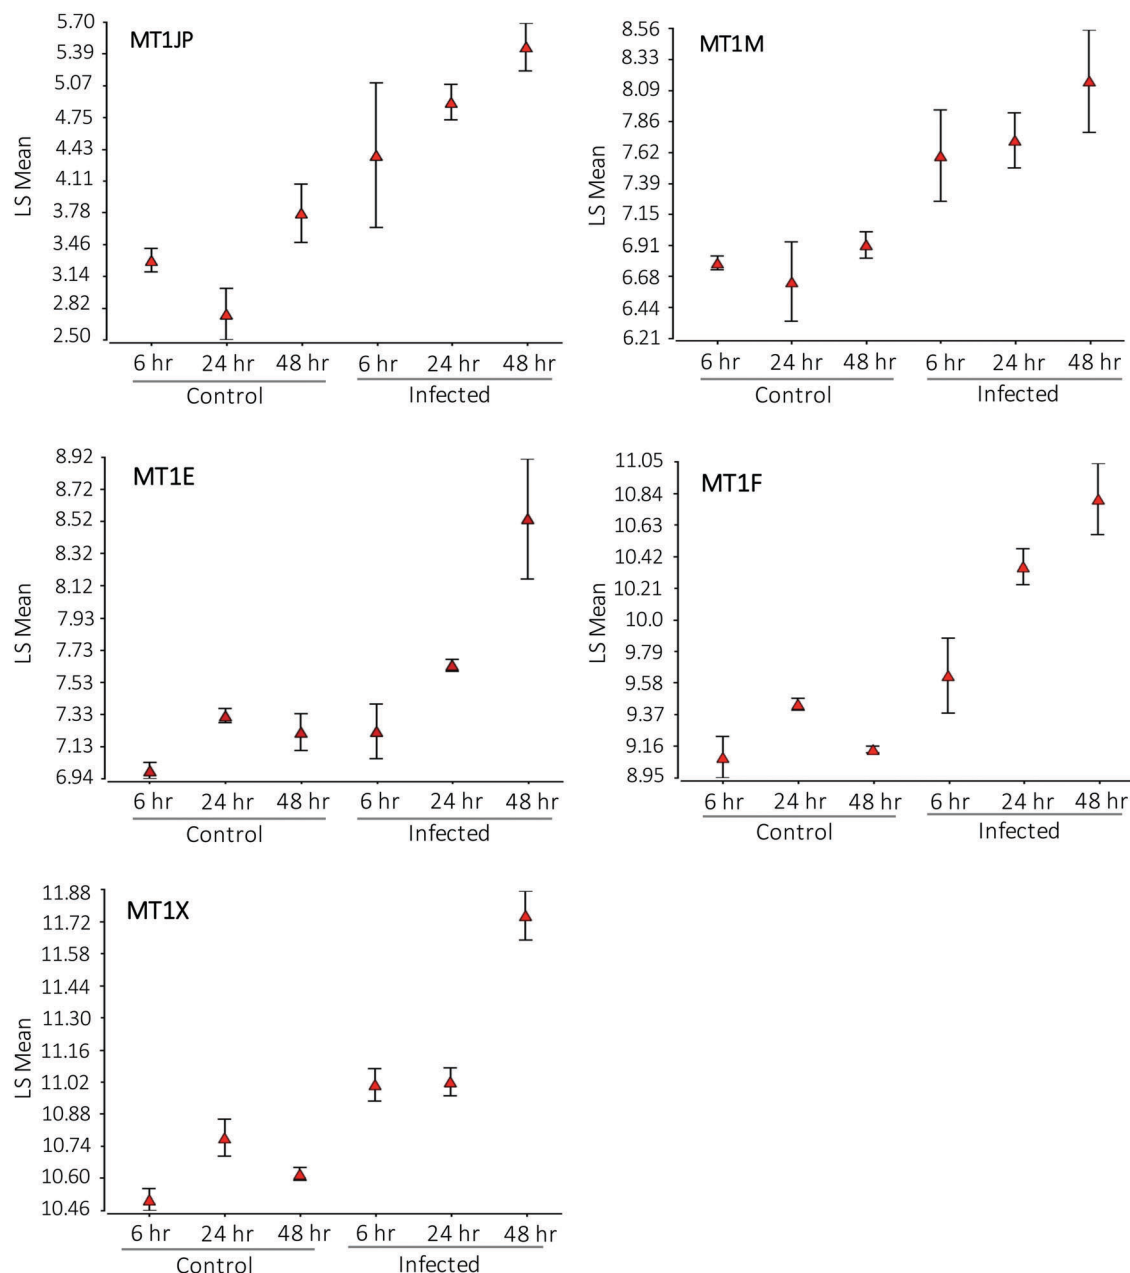 MT1JP
LS Mean
5.70
5.39
5.07
4.75
4.43
4.11
3.78
3.46
3.14
2.82
2.50
6 hr 24 hr 48 hr 6 hr 24 hr 48 hr
Control Infected
MT1M
LS Mean
8.56
8.33
8.09
7.86
7.62
7.39
7.15
6.91
6.68
6.44
6.21
6 hr 24 hr 48 hr 6 hr 24 hr 48 hr
Control Infected
MT1E
LS Mean
8.92
8.72
8.52
8.32
8.12
7.93
7.73
7.53
7.33
7.13
6.94
6 hr 24 hr 48 hr 6 hr 24 hr 48 hr
Control Infected
MT1F
LS Mean
11.05
10.84
10.63
10.42
10.21
10.0
9.79
9.58
9.37
9.16
8.95
6 hr 24 hr 48 hr 6 hr 24 hr 48 hr
Control Infected
MT1X
LS Mean
11.88
11.72
11.58
11.44
11.30
11.16
11.02
10.88
10.74
10.60
10.46
6 hr 24 hr 48 hr 6 hr 24 hr 48 hr
Control Infected